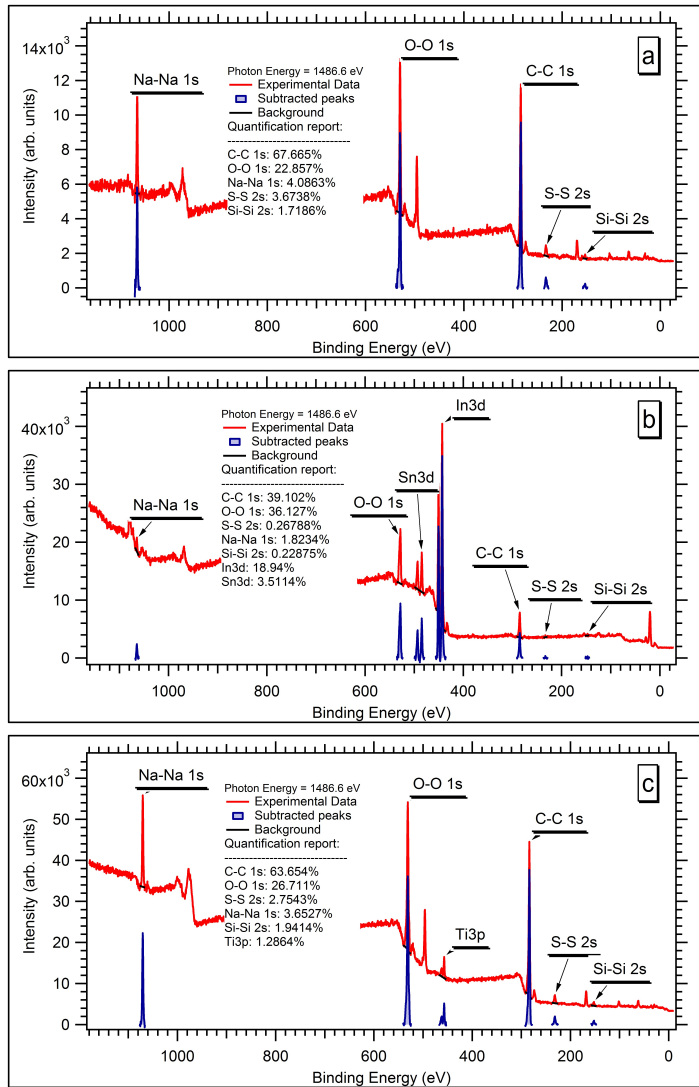 a
14x10³
12
10
8
6
4
2
0
Intensity (arb. units)
Na-Na 1s
O-O 1s
C-C 1s
S-S 2s
Si-Si 2s
Photon Energy = 1486.6 eV
Experimental Data
Subtracted peaks
Background
Quantification report:
------------------------------
C-C 1s: 67.665%
O-O 1s: 22.857%
Na-Na 1s: 4.0863%
S-S 2s: 3.6738%
Si-Si 2s: 1.7186%
1000 800 600 400 200 0
Binding Energy (eV)
b
40x10³
30
20
10
0
Intensity (arb. units)
Na-Na 1s
O-O 1s
Sn3d
In3d
C-C 1s
S-S 2s
Si-Si 2s
Photon Energy = 1486.6 eV
Experimental Data
Subtracted peaks
Background
Quantification report:
------------------------------
C-C 1s: 39.102%
O-O 1s: 36.127%
S-S 2s: 0.26788%
Na-Na 1s: 1.8234%
Si-Si 2s: 0.22875%
In3d: 18.94%
Sn3d: 3.5114%
1000 800 600 400 200 0
Binding Energy (eV)
c
60x10³
50
40
30
20
10
0
Intensity (arb. units)
Na-Na 1s
O-O 1s
Ti3p
C-C 1s
S-S 2s
Si-Si 2s
Photon Energy = 1486.6 eV
Experimental Data
Subtracted peaks
Background
Quantification report:
------------------------------
C-C 1s: 63.654%
O-O 1s: 26.711%
S-S 2s: 2.7543%
Na-Na 1s: 3.6527%
Si-Si 2s: 1.9414%
Ti3p: 1.2864%
1000 800 600 400 200 0
Binding Energy (eV)